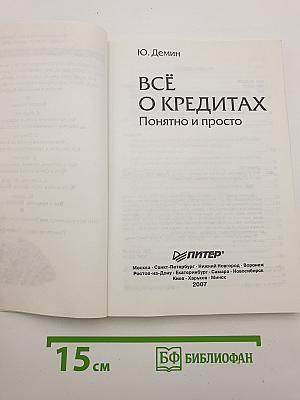 Ю. Демин
ВСЁ
О КРЕДИТАХ
Понятно и просто
ПИТЕР®
Москва · Санкт-Петербург · Нижний Новгород · Воронеж
Ростов-на-Дону · Екатеринбург · Самара · Новосибирск
Киев · Харьков · Минск
2007
15 см
БФ БИБЛИОФАН